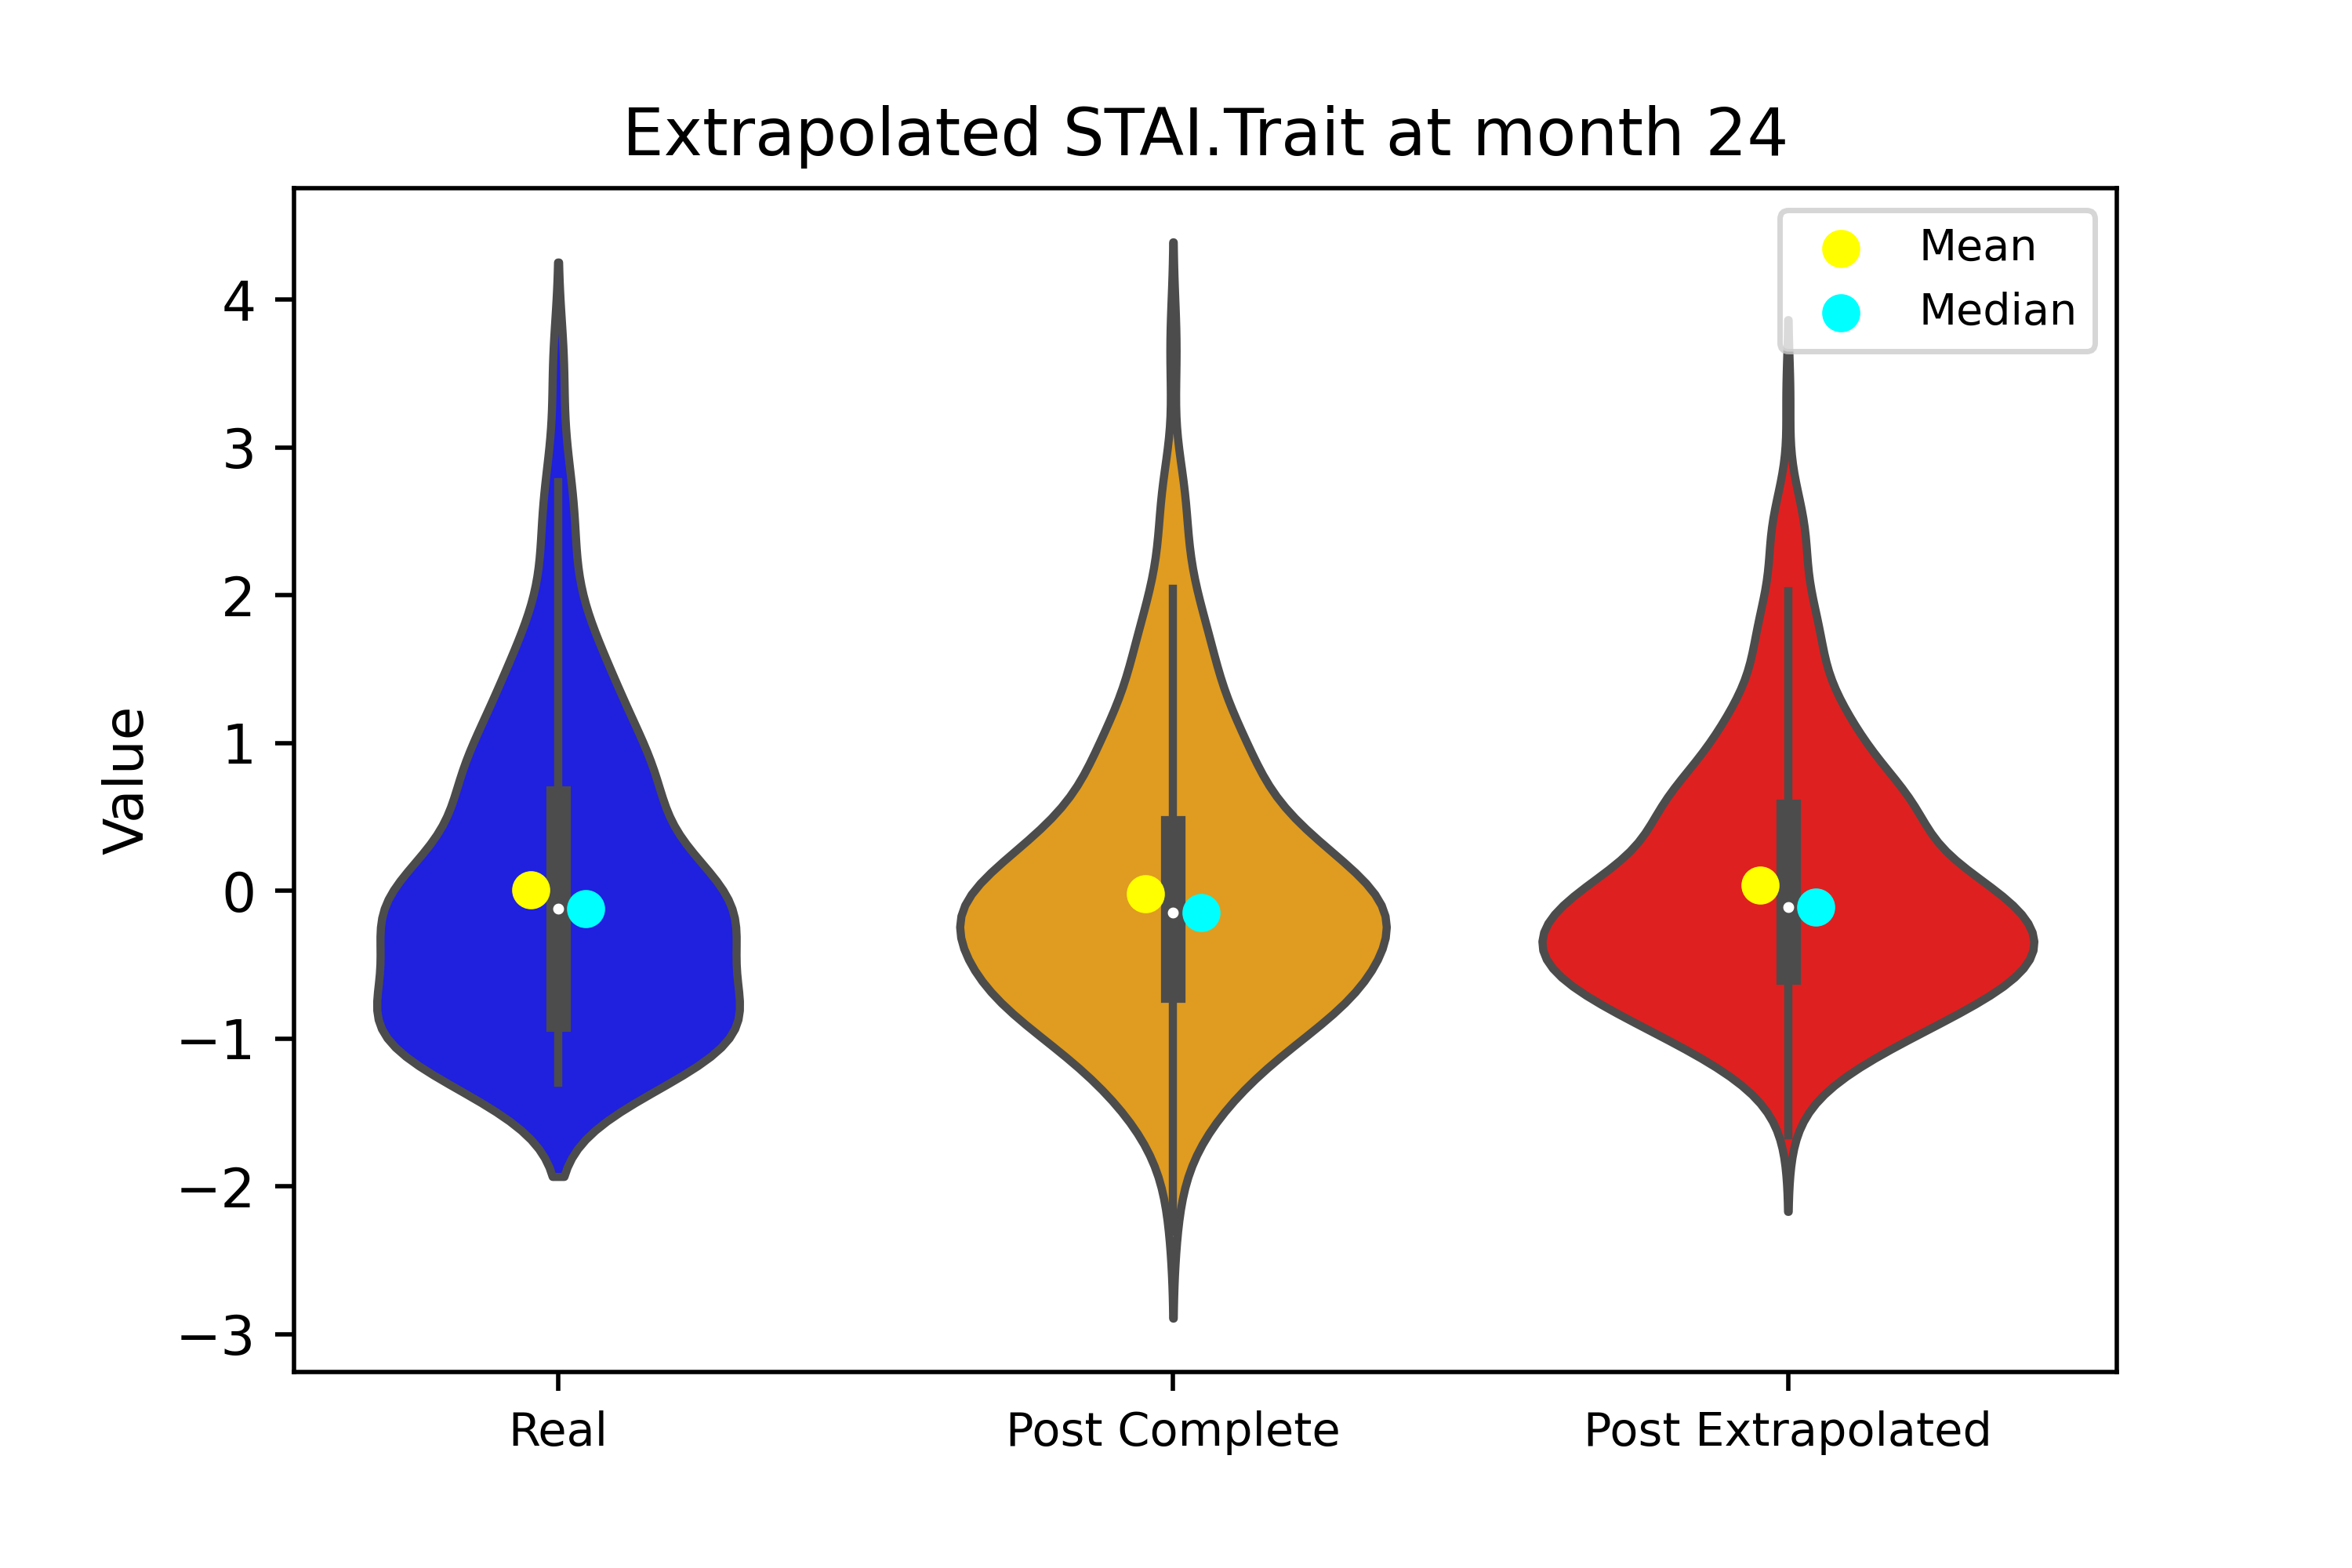 Extrapolated STAI.Trait at month 24
Mean
Median
Value
4
3
2
1
0
−1
−2
−3
Real
Post Complete
Post Extrapolated